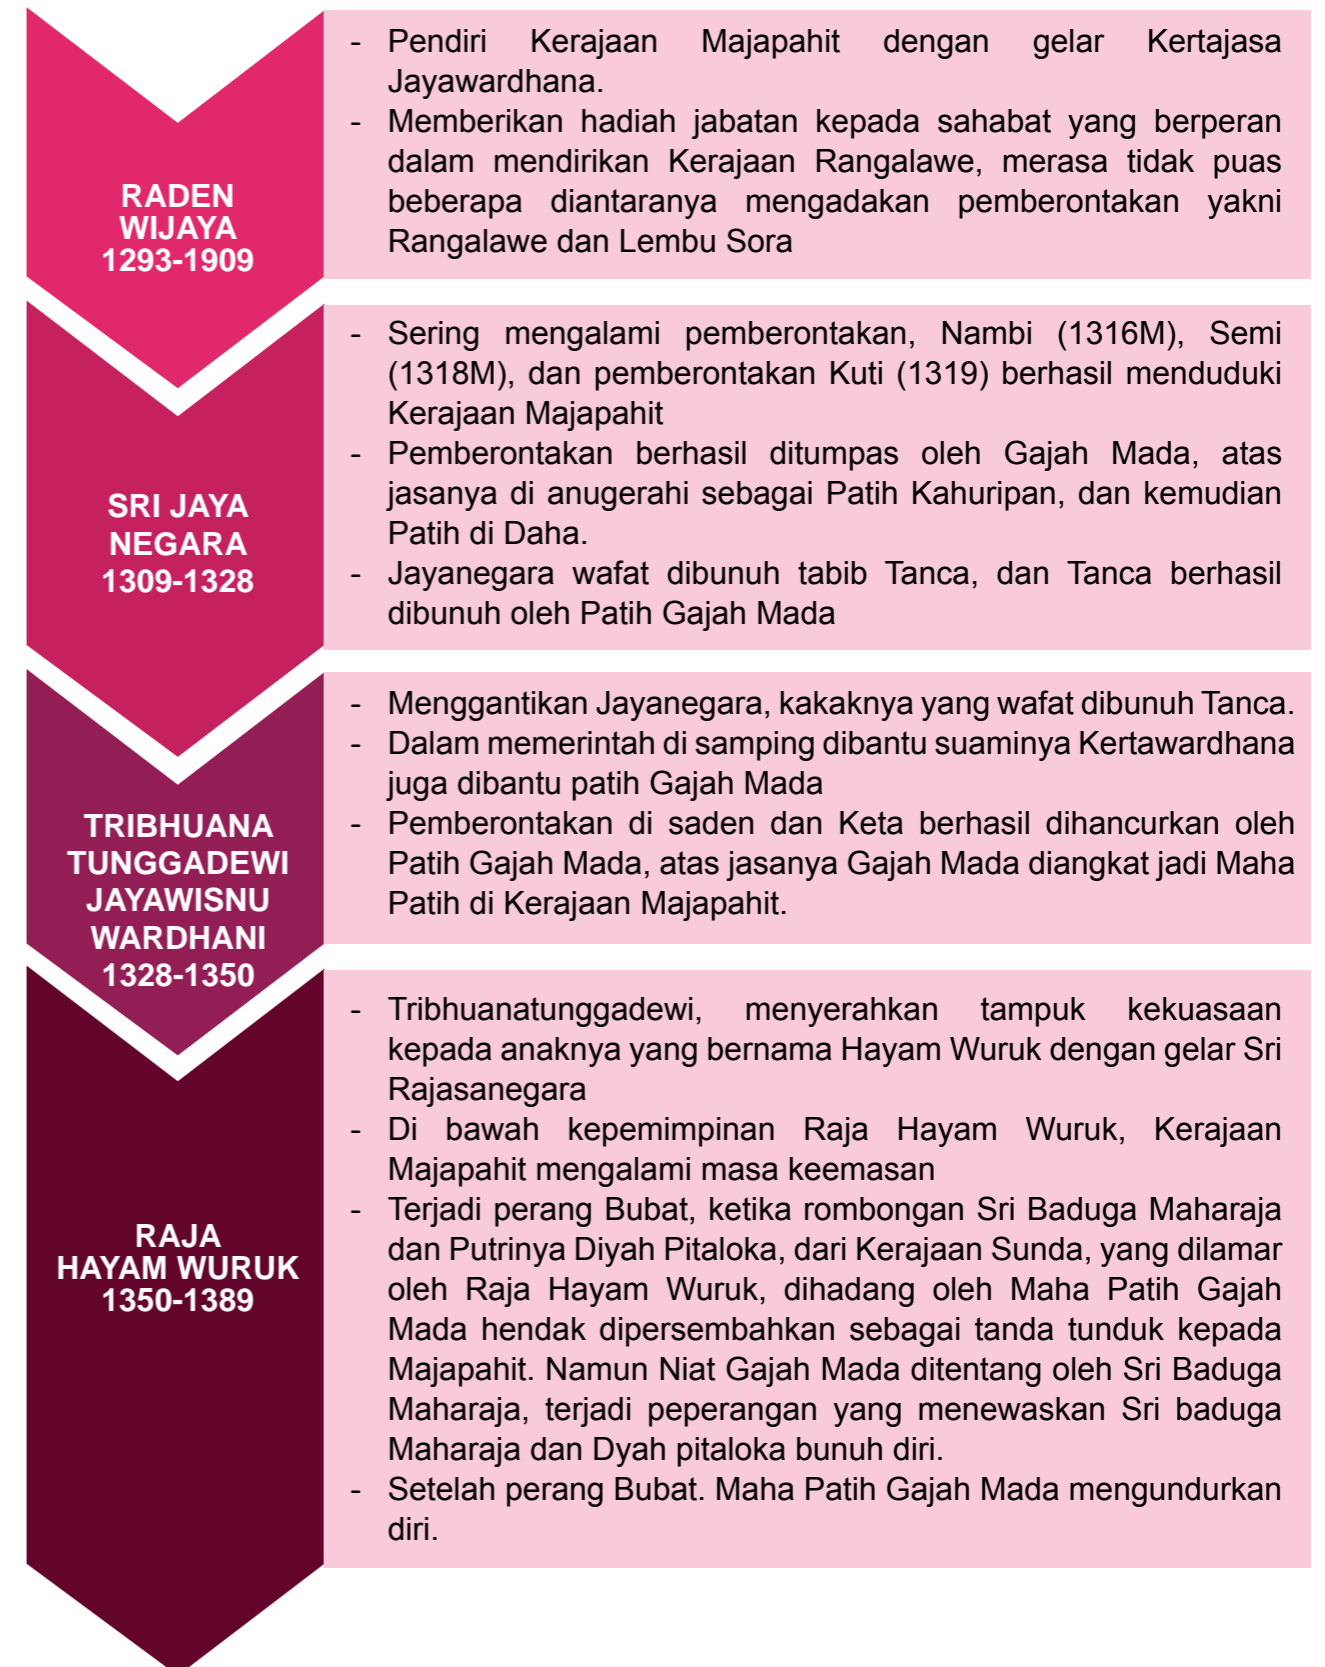 RADEN
WIJAYA
1293-1909
- Pendiri Kerajaan Majapahit dengan gelar Kertajasa
Jayawardhana.
- Memberikan hadiah jabatan kepada sahabat yang berperan
dalam mendirikan Kerajaan Rangalawe, merasa tidak puas
beberapa diantaranya mengadakan pemberontakan yakni
Rangalawe dan Lembu Sora
SRI JAYA
NEGARA
1309-1328
- Sering mengalami pemberontakan, Nambi (1316M), Semi
(1318M), dan pemberontakan Kuti (1319) berhasil menduduki
Kerajaan Majapahit
- Pemberontakan berhasil ditumpas oleh Gajah Mada, atas
jasanya di anugerahi sebagai Patih Kahuripan, dan kemudian
Patih di Daha.
- Jayanegara wafat dibunuh tabib Tanca, dan Tanca berhasil
dibunuh oleh Patih Gajah Mada
TRIBHUANA
TUNGGADEWI
JAYAWISNU
WARDHANI
1328-1350
- Menggantikan Jayanegara, kakaknya yang wafat dibunuh Tanca.
- Dalam memerintah di samping dibantu suaminya Kertawardhana
juga dibantu patih Gajah Mada
- Pemberontakan di saden dan Keta berhasil dihancurkan oleh
Patih Gajah Mada, atas jasanya Gajah Mada diangkat jadi Maha
Patih di Kerajaan Majapahit.
RAJA
HAYAM WURUK
1350-1389
- Tribhuanatunggadewi, menyerahkan tampuk kekuasaan
kepada anaknya yang bernama Hayam Wuruk dengan gelar Sri
Rajasanegara
- Di bawah kepemimpinan Raja Hayam Wuruk, Kerajaan
Majapahit mengalami masa keemasan
- Terjadi perang Bubat, ketika rombongan Sri Baduga Maharaja
dan Putrinya Diyah Pitaloka, dari Kerajaan Sunda, yang dilamar
oleh Raja Hayam Wuruk, dihadang oleh Maha Patih Gajah
Mada hendak dipersembahkan sebagai tanda tunduk kepada
Majapahit. Namun Niat Gajah Mada ditentang oleh Sri Baduga
Maharaja, terjadi peperangan yang menewaskan Sri baduga
Maharaja dan Dyah pitaloka bunuh diri.
- Setelah perang Bubat. Maha Patih Gajah Mada mengundurkan
diri.